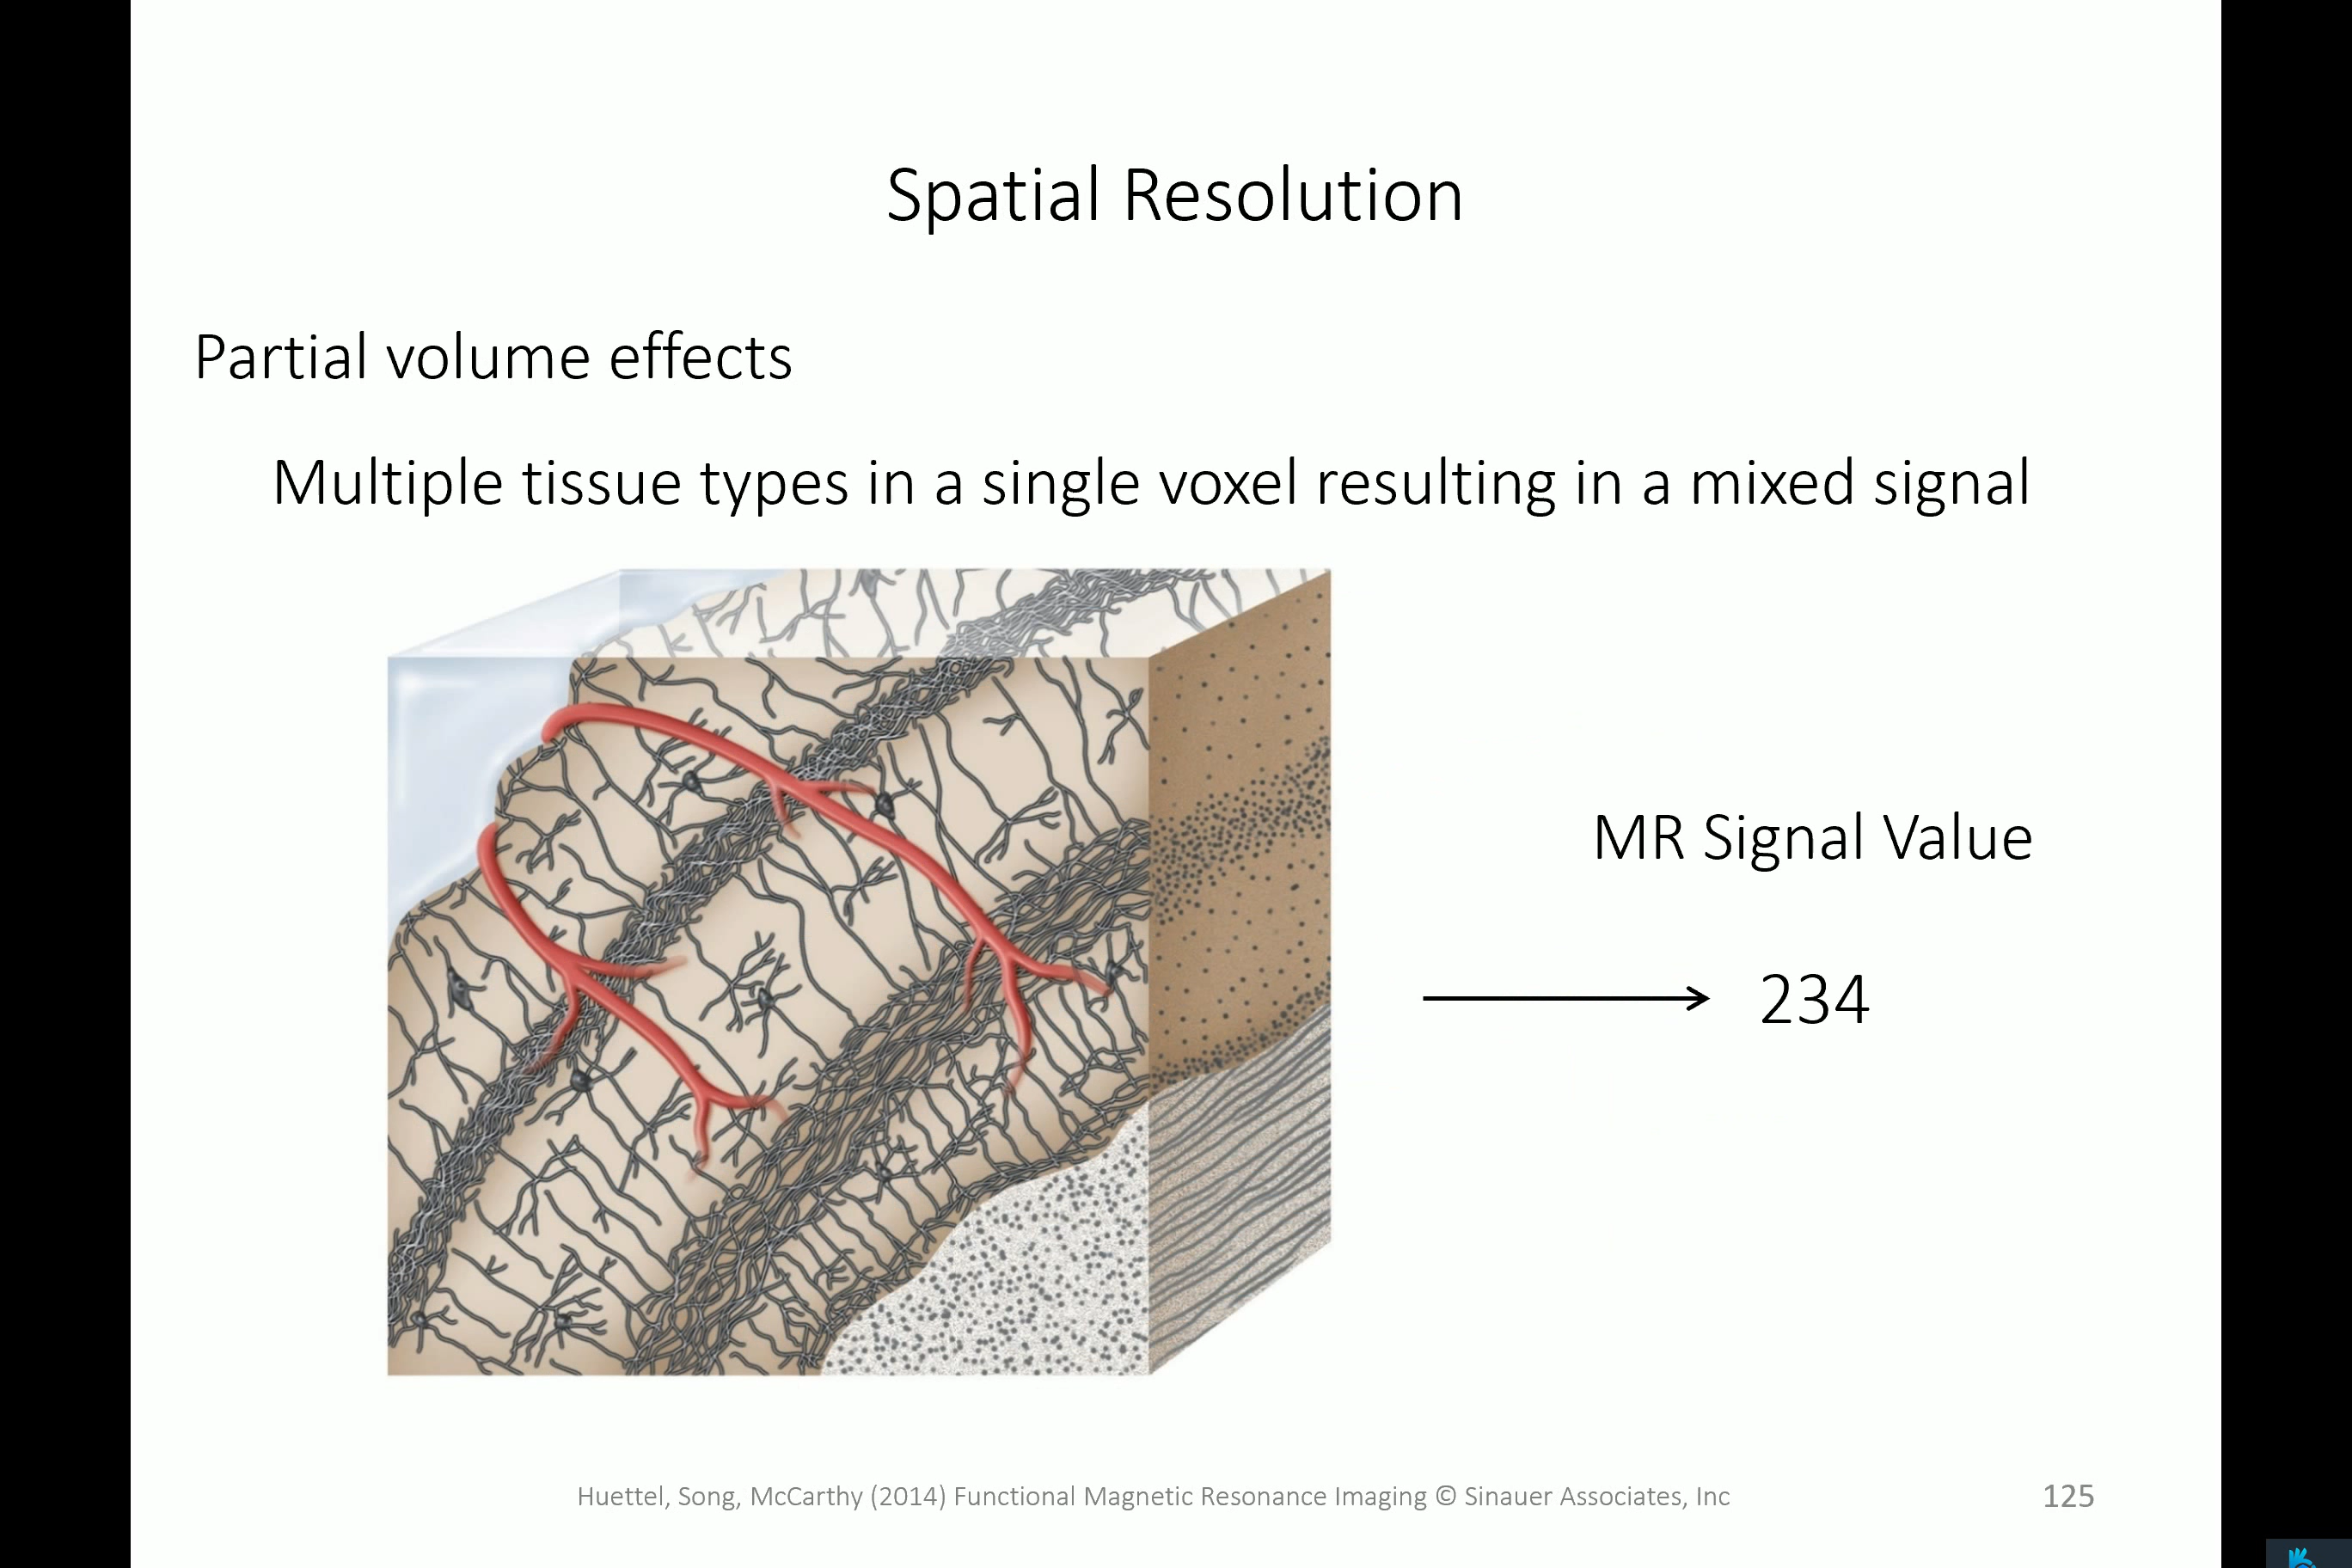 Spatial Resolution
Partial volume effects
Multiple tissue types in a single voxel resulting in a mixed signal
MR Signal Value
234
Huettel, Song, McCarthy (2014) Functional Magnetic Resonance Imaging © Sinauer Associates, Inc
125